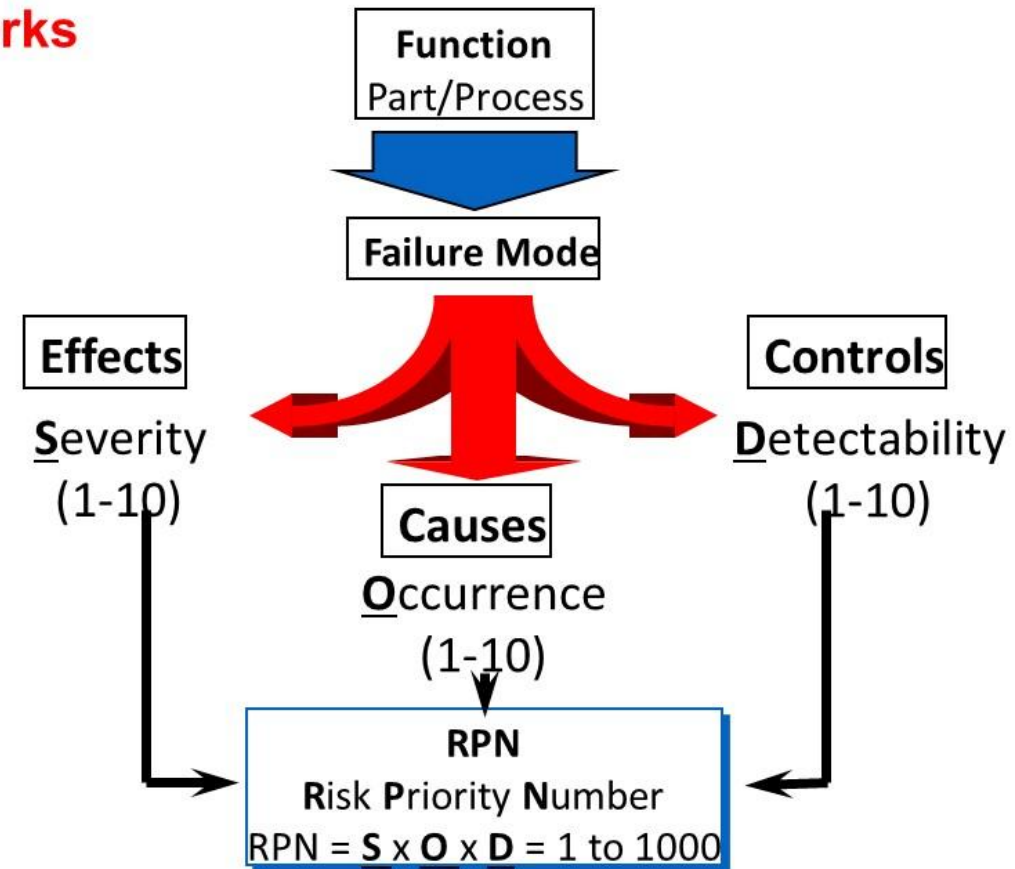 rks
Function
Part/Process
Failure Mode
Effects
Severity
(1-10)
Causes
Occurrence
(1-10)
Controls
Detectability
(1-10)
RPN
Risk Priority Number
RPN = S x O x D = 1 to 1000